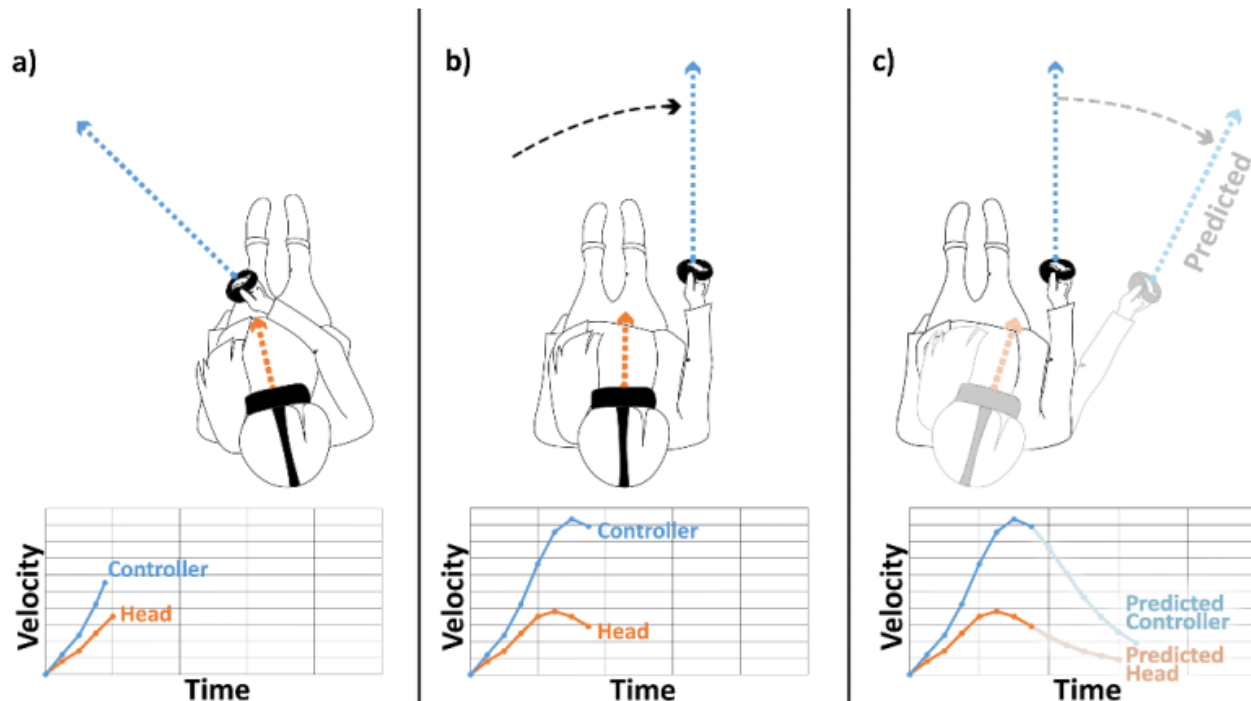 a)
b)
c)
Predicted
Velocity
Controller
Head
Time
Velocity
Controller
Head
Time
Velocity
Predicted
Controller
Predicted
Head
Time